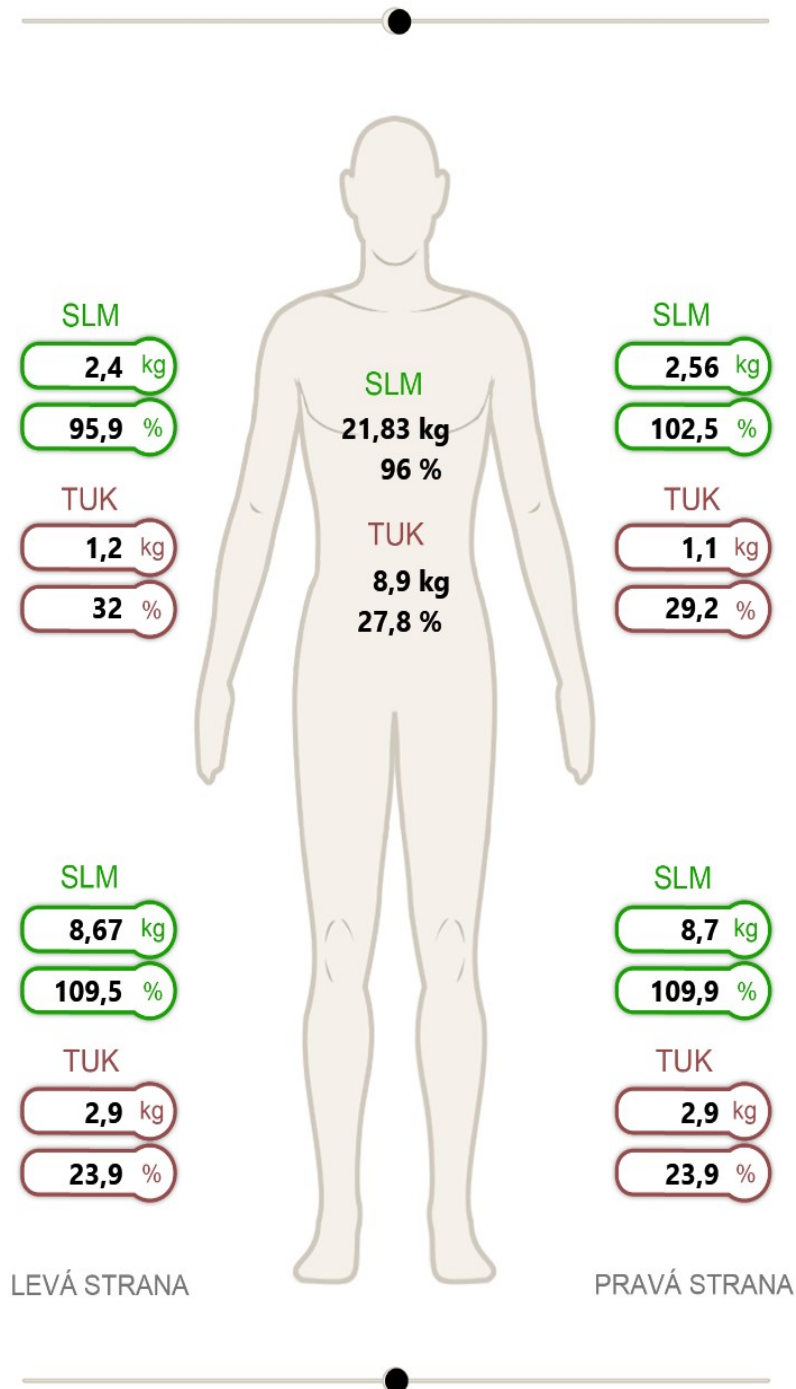 SLM
2,4 kg
95,9 %
TUK
1,2 kg
32 %
SLM
21,83 kg
96 %
TUK
8,9 kg
27,8 %
SLM
2,56 kg
102,5 %
TUK
1,1 kg
29,2 %
SLM
8,67 kg
109,5 %
TUK
2,9 kg
23,9 %
LEVÁ STRANA
SLM
8,7 kg
109,9 %
TUK
2,9 kg
23,9 %
PRAVÁ STRANA